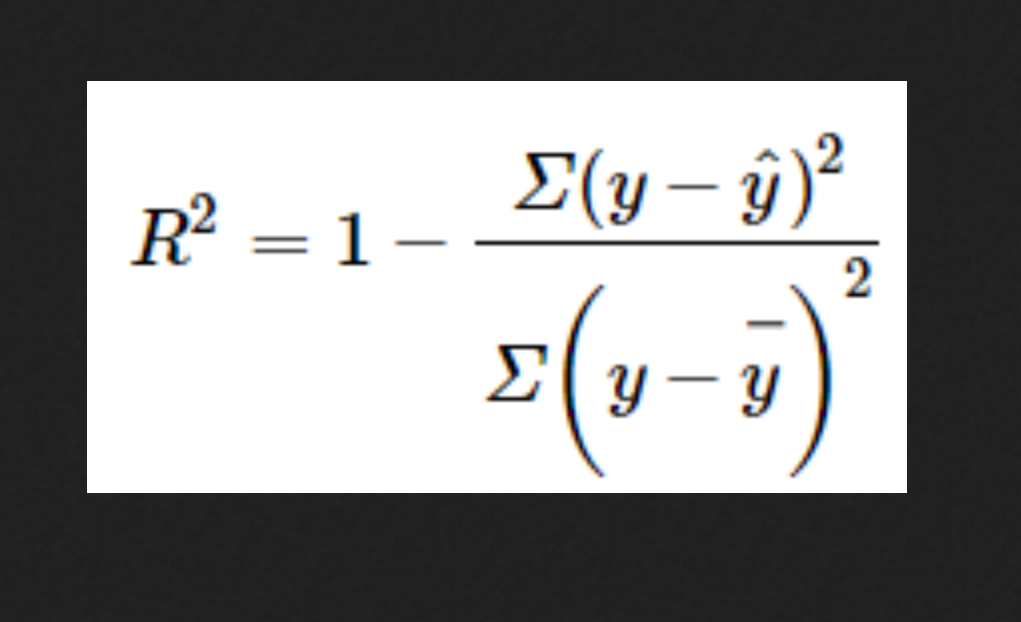 R² = 1 − Σ(y − ŷ)² / Σ(y − ȳ)²